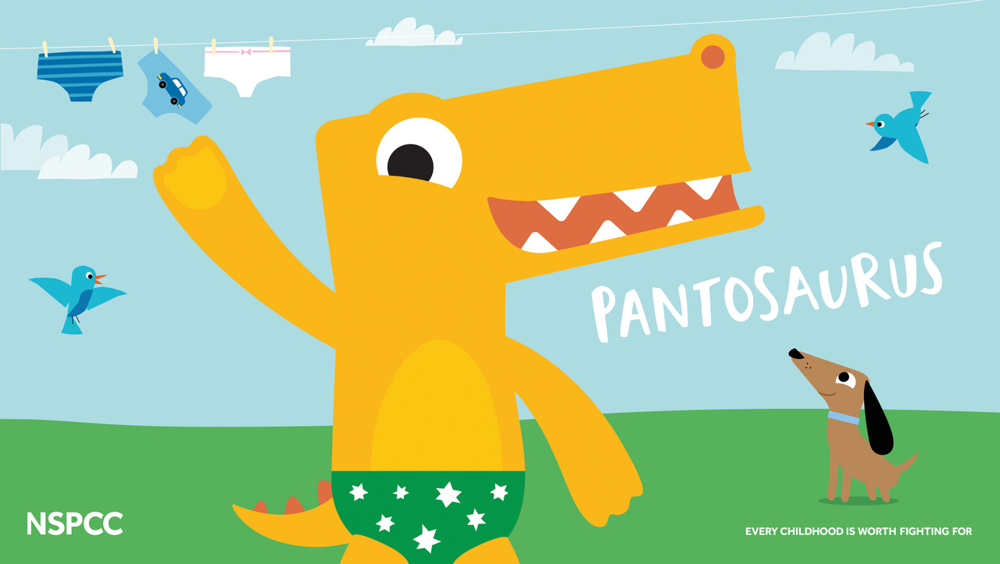 PANTOSAURUS
NSPCC
EVERY CHILDHOOD IS WORTH FIGHTING FOR